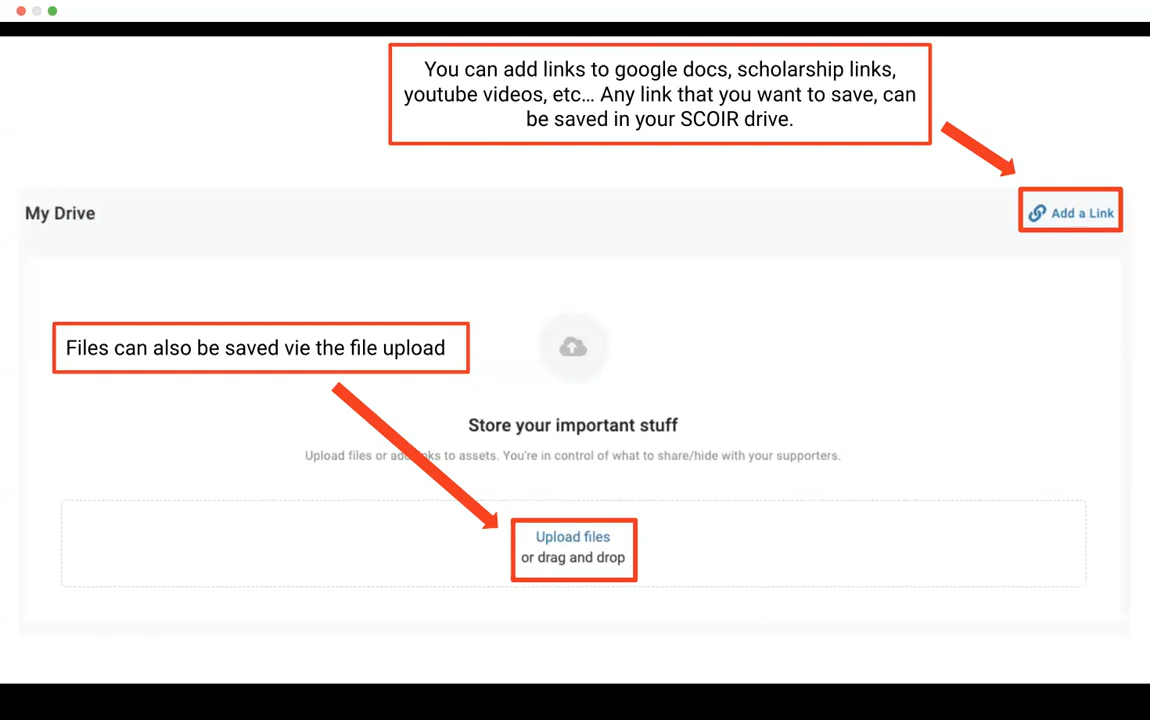 You can add links to google docs, scholarship links,
youtube videos, etc... Any link that you want to save, can
be saved in your SCOIR drive.
My Drive
Add a Link
Files can also be saved vie the file upload
Store your important stuff
Upload files or add links to assets. You're in control of what to share/hide with your supporters.
Upload files
or drag and drop